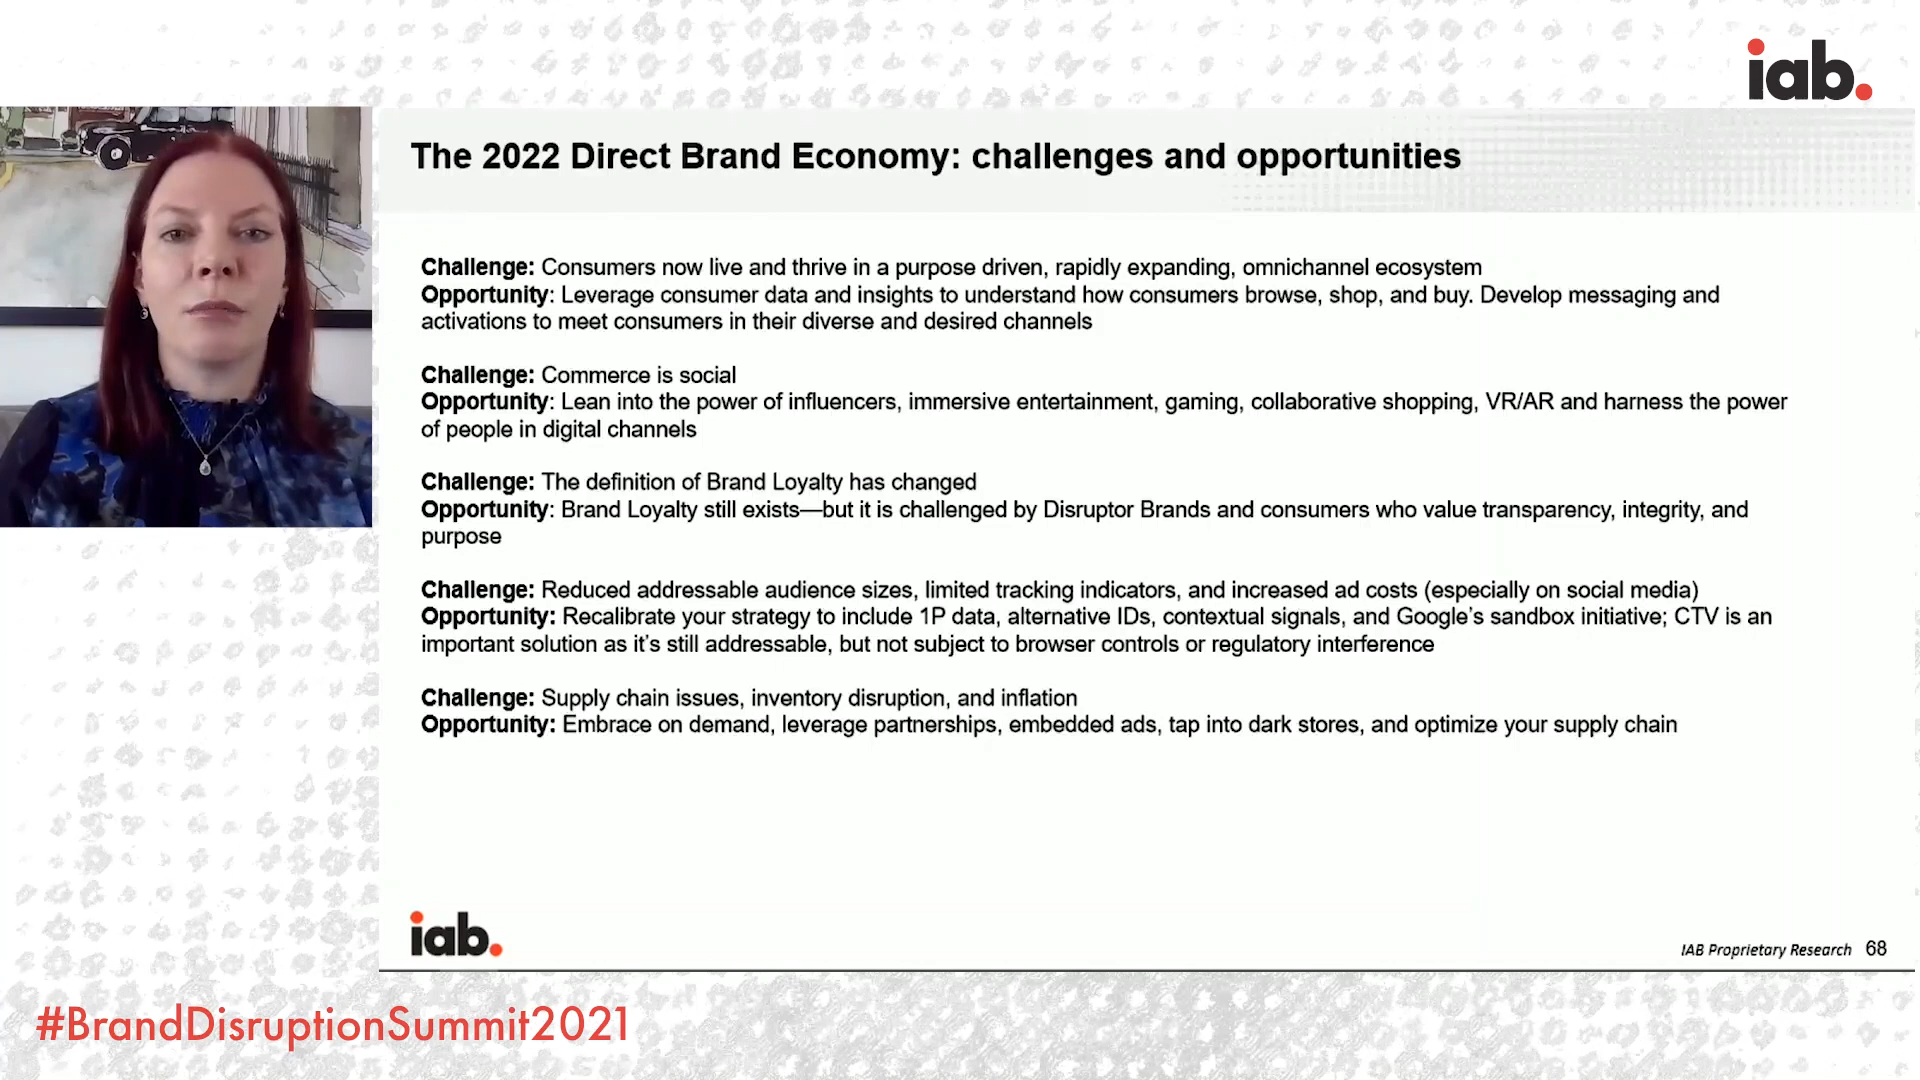 iab.
The 2022 Direct Brand Economy: challenges and opportunities
Challenge: Consumers now live and thrive in a purpose driven, rapidly expanding, omnichannel ecosystem
Opportunity: Leverage consumer data and insights to understand how consumers browse, shop, and buy. Develop messaging and
activations to meet consumers in their diverse and desired channels
Challenge: Commerce is social
Opportunity: Lean into the power of influencers, immersive entertainment, gaming, collaborative shopping, VR/AR and harness the power
of people in digital channels
Challenge: The definition of Brand Loyalty has changed
Opportunity: Brand Loyalty still exists—but it is challenged by Disruptor Brands and consumers who value transparency, integrity, and
purpose
Challenge: Reduced addressable audience sizes, limited tracking indicators, and increased ad costs (especially on social media)
Opportunity: Recalibrate your strategy to include 1P data, alternative IDs, contextual signals, and Google's sandbox initiative; CTV is an
important solution as it's still addressable, but not subject to browser controls or regulatory interference
Challenge: Supply chain issues, inventory disruption, and inflation
Opportunity: Embrace on demand, leverage partnerships, embedded ads, tap into dark stores, and optimize your supply chain
iab.
IAB Proprietary Research 68
#BrandDisruptionSummit2021